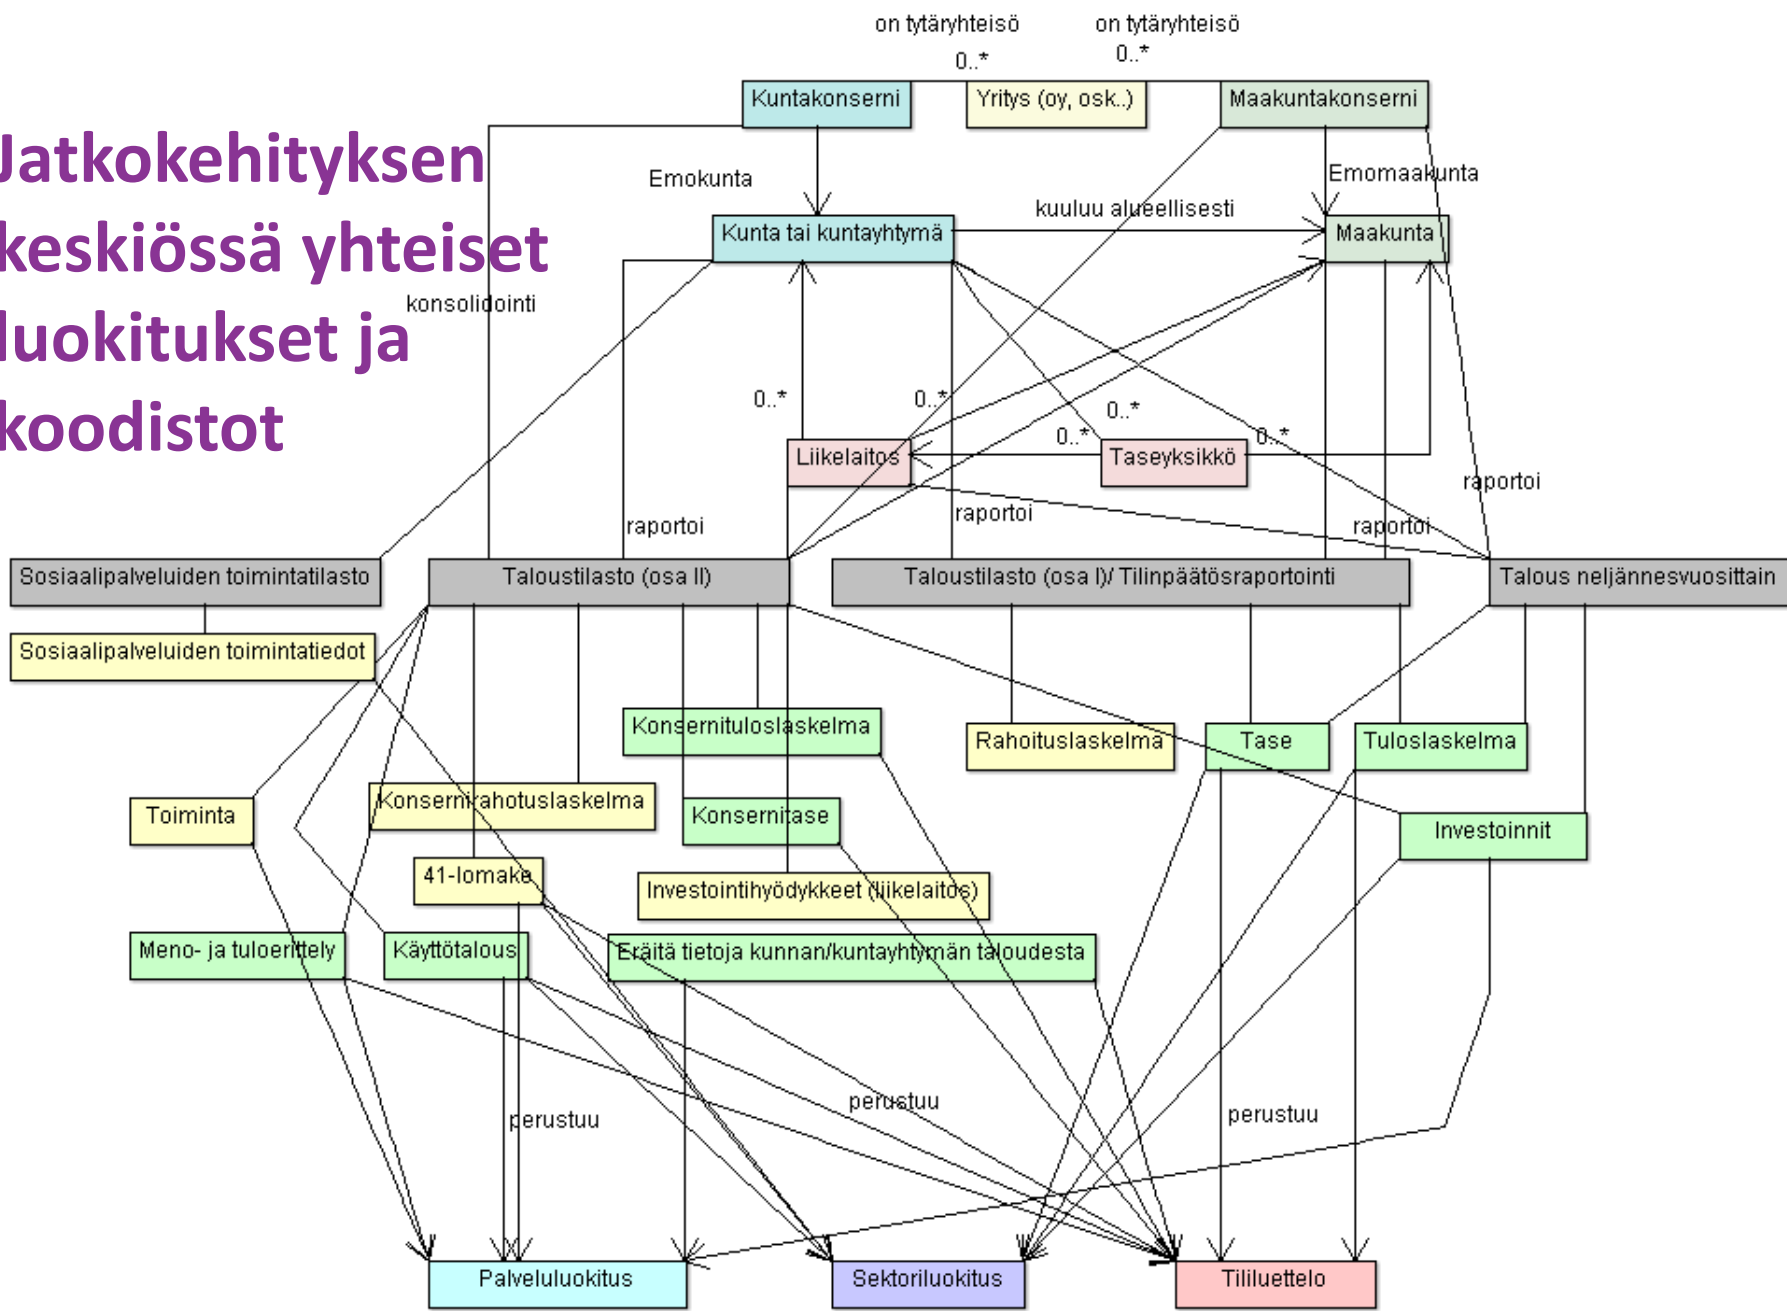 on tytäryhteisö
on tytäryhteisö
0..*
0..*
Kuntakonserni
Yritys (oy, osk..)
Maakuntakonserni
Jatkokehityksen
keskiössä yhteiset
luokitukset ja
koodistot
Emokunta
Emomaakunta
kuuluu alueellisesti
Kunta tai kuntayhtymä
Maakunta
konsolidointi
0..*
0..*
0..*
0..*
0..*
Liikelaitos
Taseyksikkö
raportoi
raportoi
raportoi
raportoi
Sosiaalipalveluiden toimintatilasto
Taloustilasto (osa II)
Taloustilasto (osa I)/ Tilinpäätösraportointi
Talous neljännesvuosittain
Sosiaalipalveluiden toimintatiedot
Konsernituloslaskelma
Rahoituslaskelma
Tase
Tuloslaskelma
Toiminta
Konsernirahotuslaskelma
Konsernitase
Investoinnit
41-lomake
Investointihyödykkeet (liikelaitos)
Meno- ja tuloerittely
Käyttötalous
Eräitä tietoja kunnan/kuntayhtymän taloudesta
perustuu
perustuu
perustuu
Palveluluokitus
Sektoriluokitus
Tililuettelo